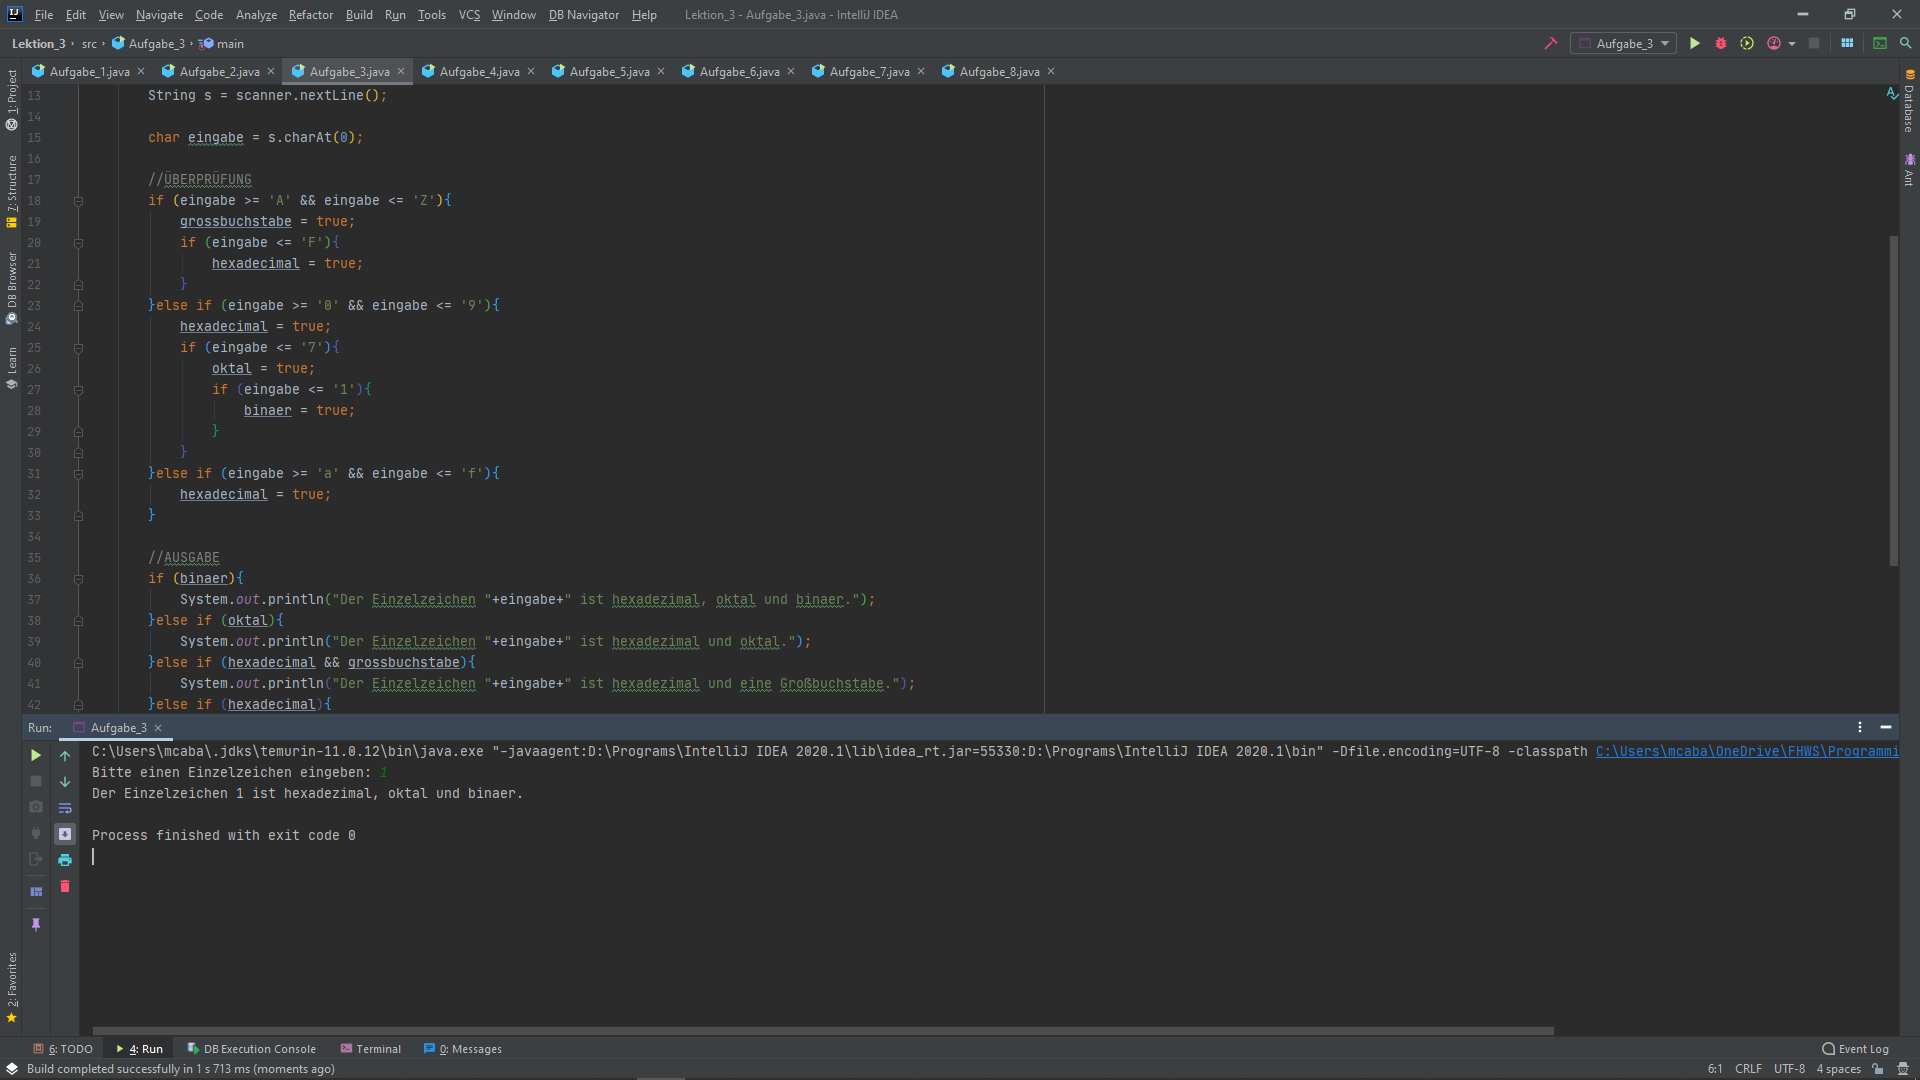 File Edit View Navigate Code Analyze Refactor Build Run Tools VCS Window DB Navigator Help Lektion_3 - Aufgabe_3.java - IntelliJ IDEA
Lektion_3 src Aufgabe_3 main Aufgabe_3
Aufgabe_1.java Aufgabe_2.java Aufgabe_3.java Aufgabe_4.java Aufgabe_5.java Aufgabe_6.java Aufgabe_7.java Aufgabe_8.java
1: Project
7: Structure
DB Browser
Learn
2: Favorites
Database
Ant
13 String s = scanner.nextLine();
14
15 char eingabe = s.charAt(0);
16
17 //ÜBERPRÜFUNG
18 if (eingabe >= 'A' && eingabe <= 'Z'){
19 grossbuchstabe = true;
20 if (eingabe <= 'F'){
21 hexadecimal = true;
22 }
23 }else if (eingabe >= '0' && eingabe <= '9'){
24 hexadecimal = true;
25 if (eingabe <= '7'){
26 oktal = true;
27 if (eingabe <= '1'){
28 binaer = true;
29 }
30 }
31 }else if (eingabe >= 'a' && eingabe <= 'f'){
32 hexadecimal = true;
33 }
34
35 //AUSGABE
36 if (binaer){
37 System.out.println("Der Einzelzeichen "+eingabe+" ist hexadezimal, oktal und binaer.");
38 }else if (oktal){
39 System.out.println("Der Einzelzeichen "+eingabe+" ist hexadezimal und oktal.");
40 }else if (hexadecimal && grossbuchstabe){
41 System.out.println("Der Einzelzeichen "+eingabe+" ist hexadezimal und eine Großbuchstabe.");
42 }else if (hexadecimal){
Run: Aufgabe_3
C:\Users\mcaba\.jdks\temurin-11.0.12\bin\java.exe "-javaagent:D:\Programs\IntelliJ IDEA 2020.1\lib\idea_rt.jar=55330:D:\Programs\IntelliJ IDEA 2020.1\bin" -Dfile.encoding=UTF-8 -classpath C:\Users\mcaba\OneDrive\FHWS\Programmi
Bitte einen Einzelzeichen eingeben: 1
Der Einzelzeichen 1 ist hexadezimal, oktal und binaer.
Process finished with exit code 0
6: TODO 4: Run DB Execution Console Terminal 0: Messages Event Log
Build completed successfully in 1 s 713 ms (moments ago) 6:1 CRLF UTF-8 4 spaces